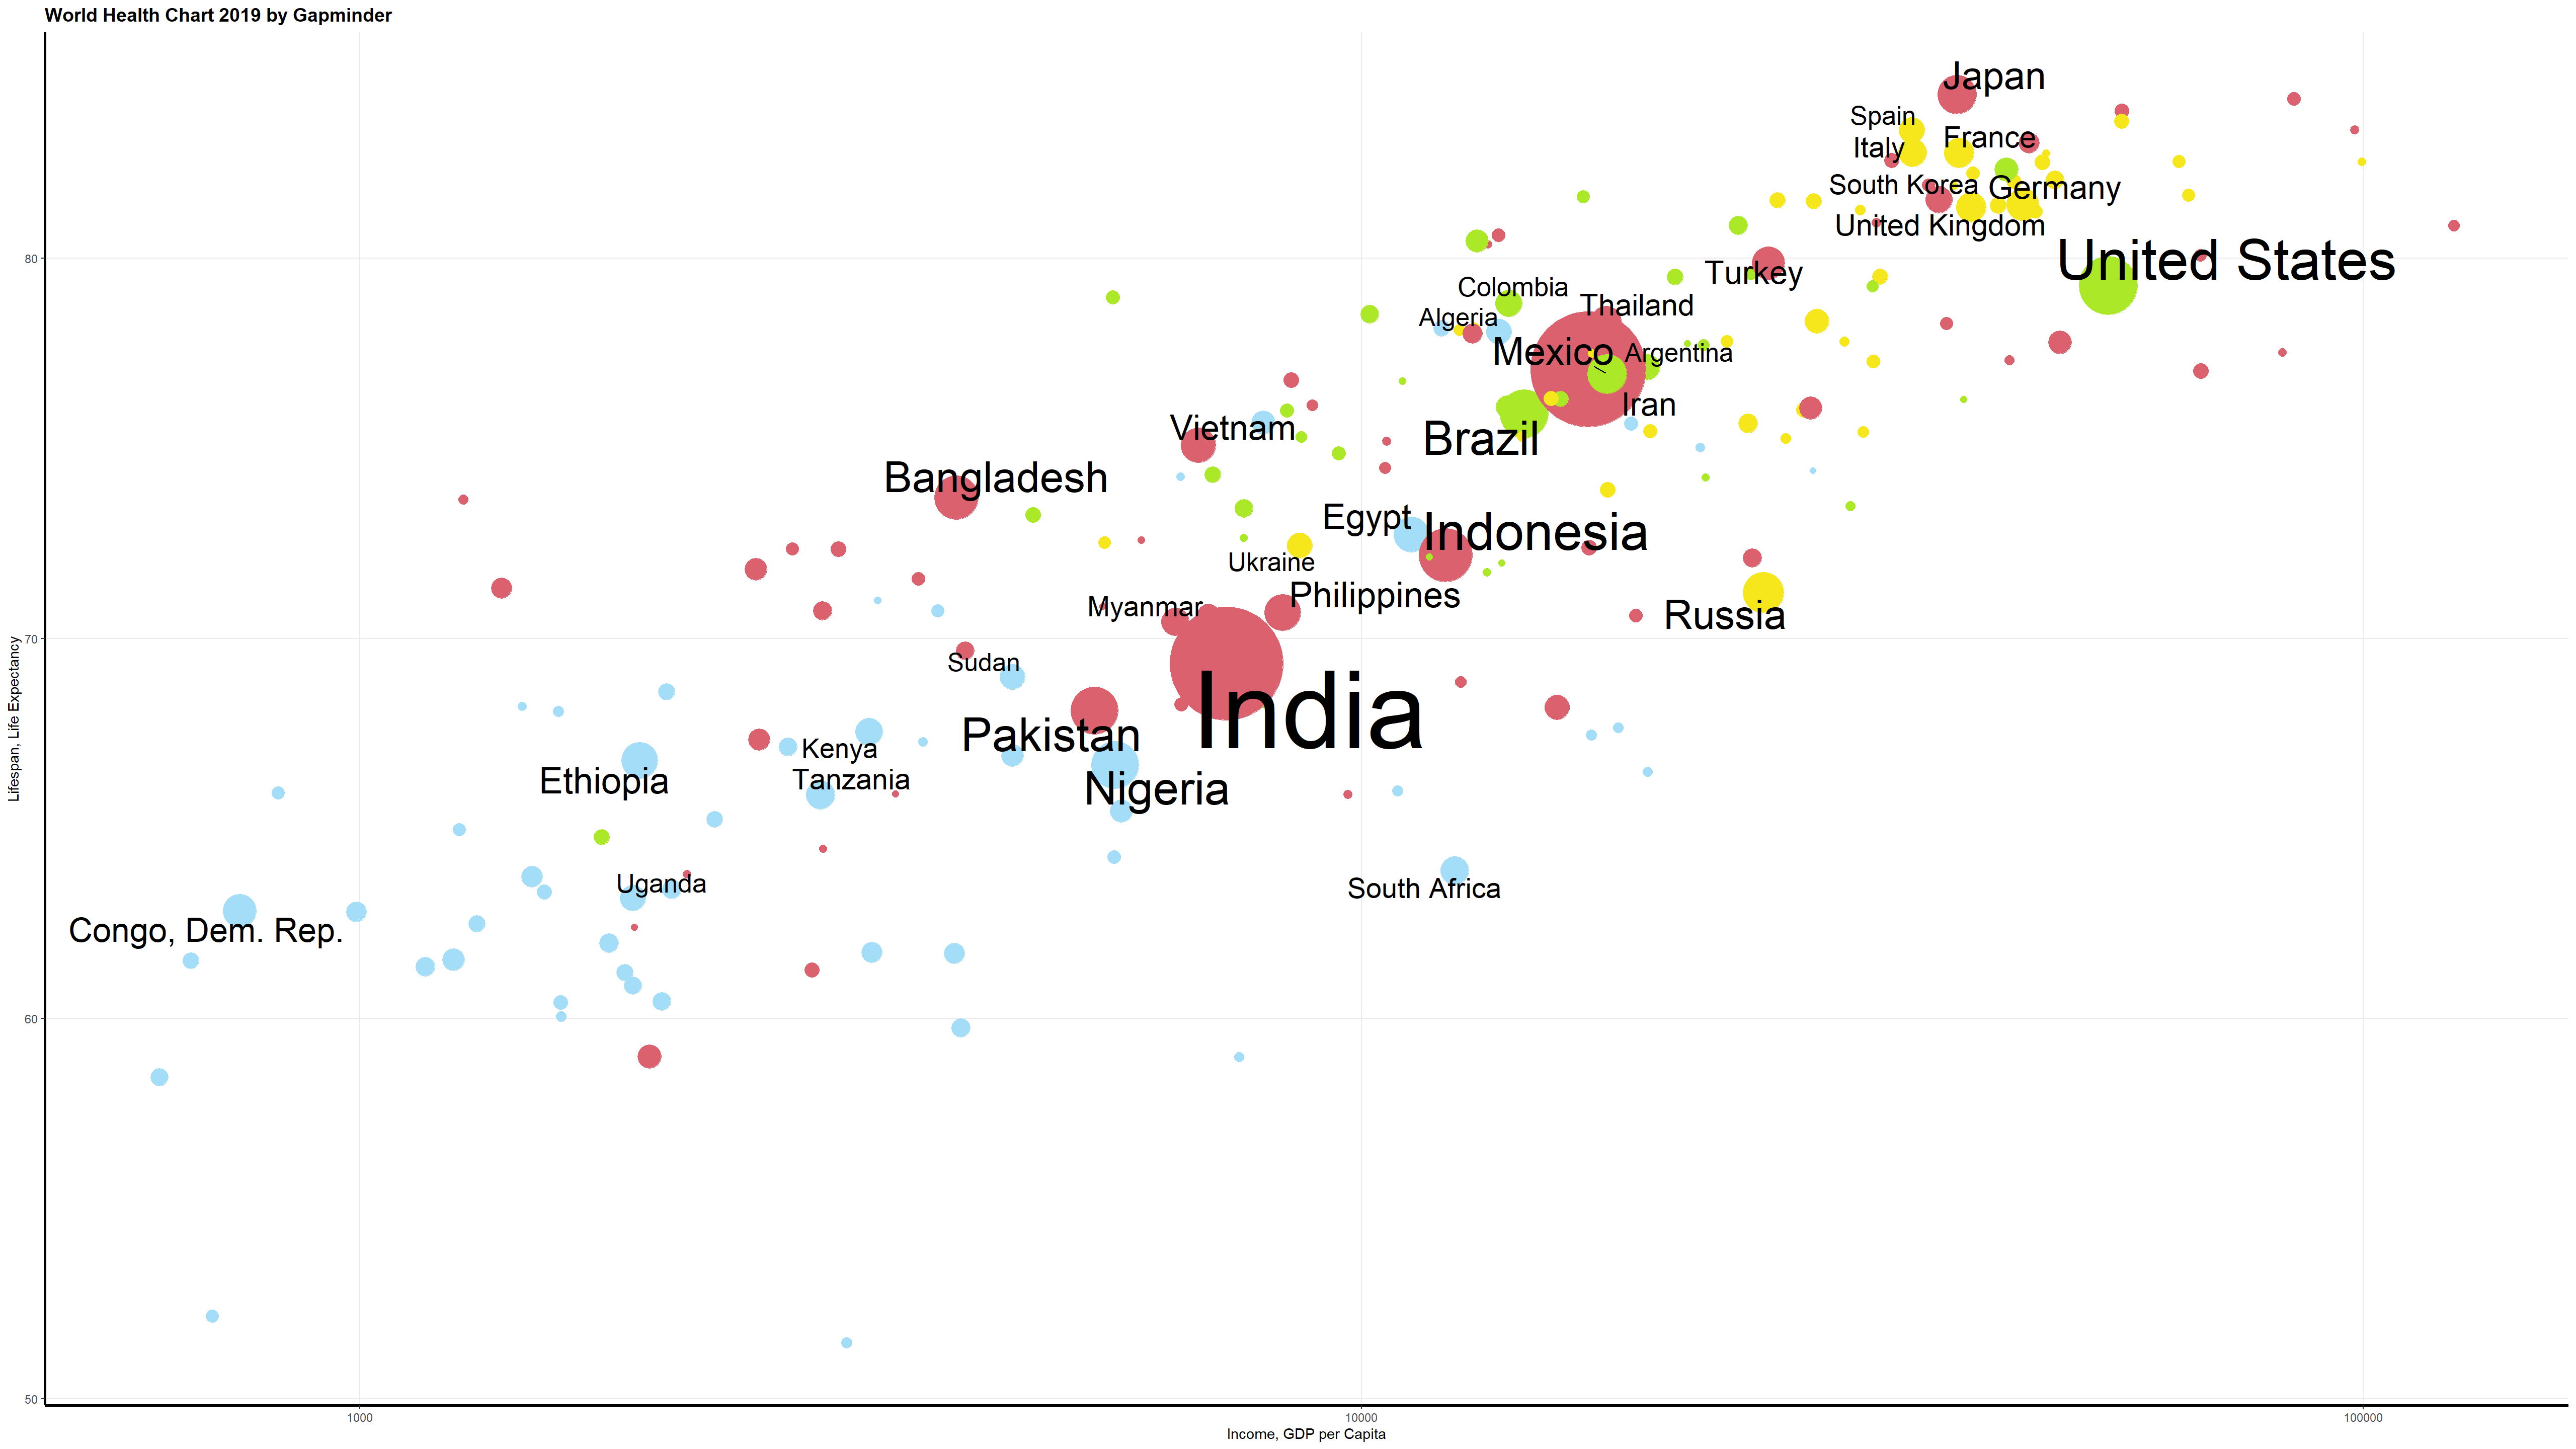 World Health Chart 2019 by Gapminder
Japan
Spain
France
Italy
South Korea
Germany
United Kingdom
United States
80
Turkey
Colombia
Thailand
Algeria
Mexico
Argentina
Iran
Vietnam
Brazil
Bangladesh
Egypt
Indonesia
Ukraine
Philippines
Myanmar
Russia
70
Sudan
India
Pakistan
Kenya
Ethiopia
Tanzania
Nigeria
Uganda
South Africa
Congo, Dem. Rep.
60
50
1000
10000
100000
Income, GDP per Capita
Lifespan, Life Expectancy